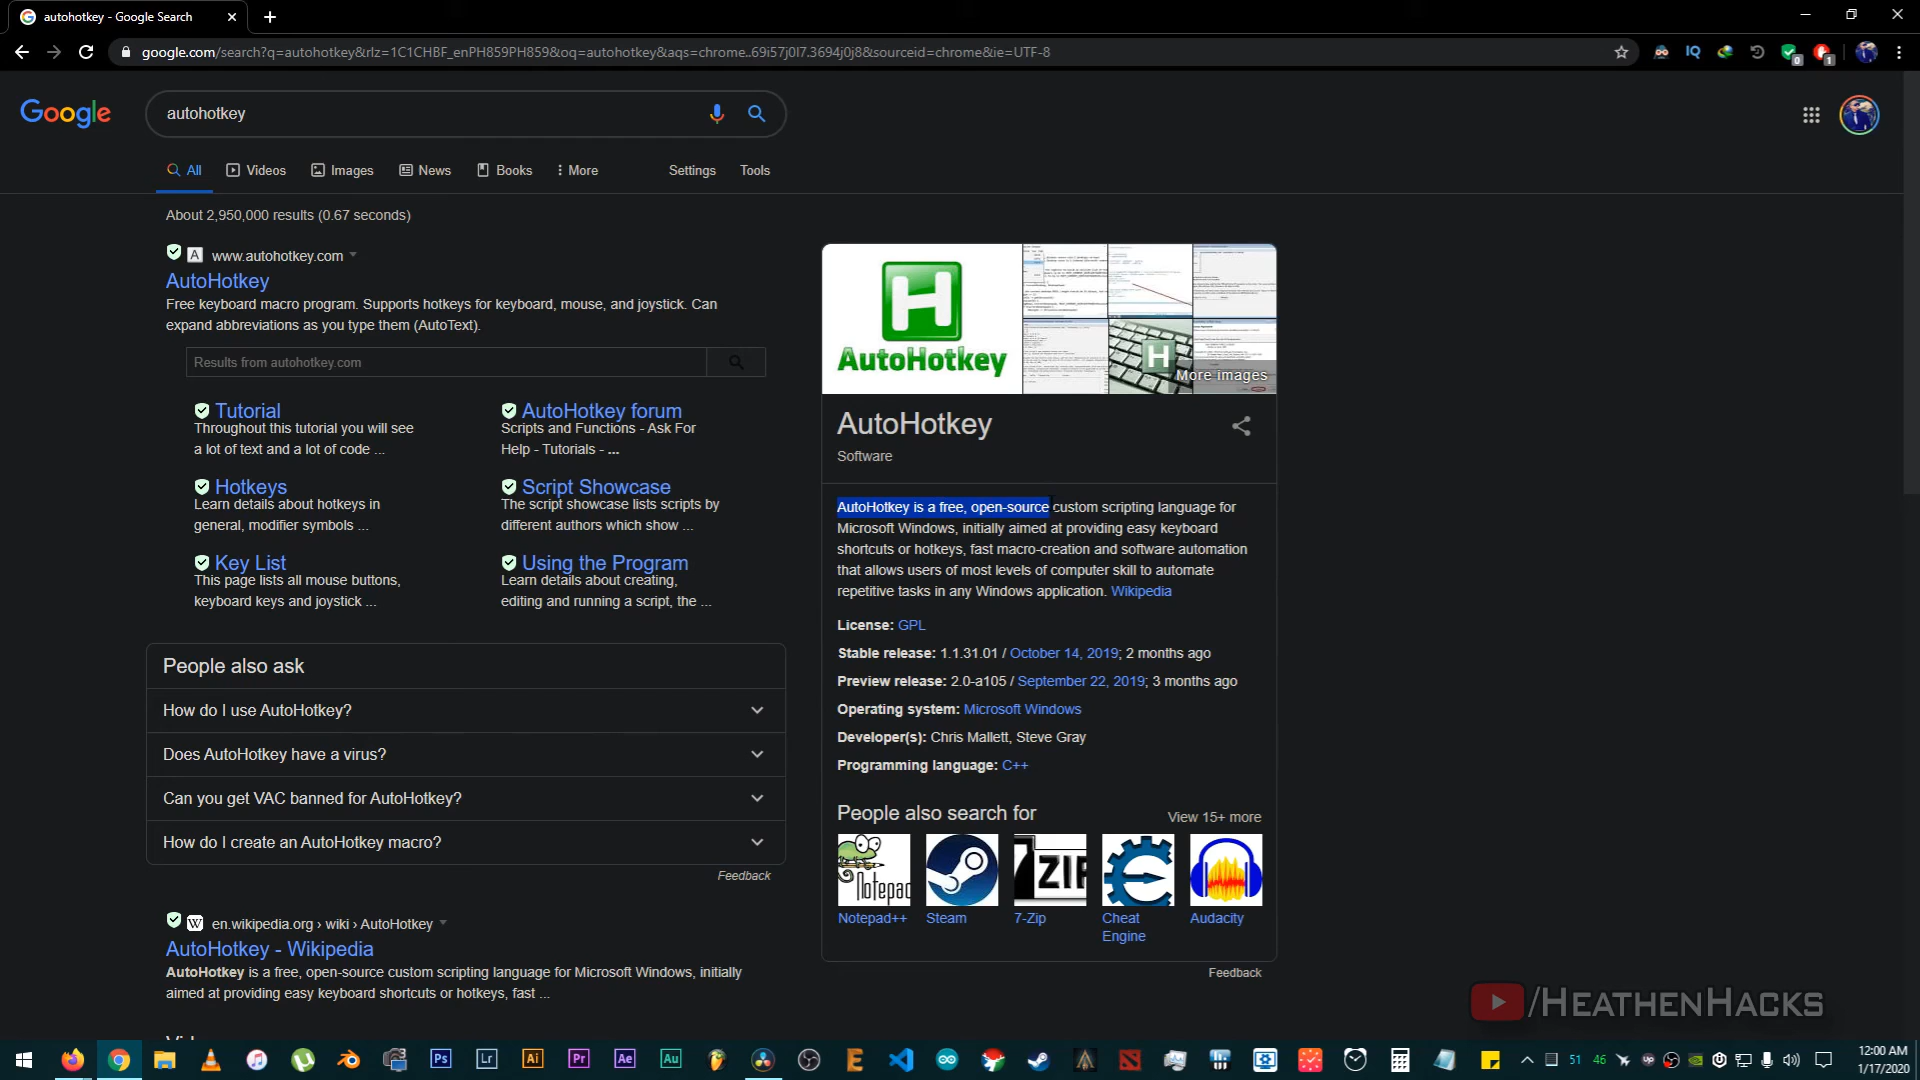 autohotkey - Google Search
google.com/search?q=autohotkey&rlz=1C1CHBF_enPH859PH859&oq=autohotkey&aqs=chrome..69i57j0l7.3694j0j8&sourceid=chrome&ie=UTF-8
IQ
0
1
Google
autohotkey
All
Videos
Images
News
Books
More
Settings
Tools
About 2,950,000 results (0.67 seconds)
A www.autohotkey.com
AutoHotkey
Free keyboard macro program. Supports hotkeys for keyboard, mouse, and joystick. Can
expand abbreviations as you type them (AutoText).
Results from autohotkey.com
Tutorial
Throughout this tutorial you will see
a lot of text and a lot of code ...
AutoHotkey forum
Scripts and Functions - Ask For
Help - Tutorials - ...
Hotkeys
Learn details about hotkeys in
general, modifier symbols ...
Script Showcase
The script showcase lists scripts by
different authors which show ...
Key List
This page lists all mouse buttons,
keyboard keys and joystick ...
Using the Program
Learn details about creating,
editing and running a script, the ...
People also ask
How do I use AutoHotkey?
Does AutoHotkey have a virus?
Can you get VAC banned for AutoHotkey?
How do I create an AutoHotkey macro?
Feedback
W en.wikipedia.org › wiki › AutoHotkey
AutoHotkey - Wikipedia
AutoHotkey is a free, open-source custom scripting language for Microsoft Windows, initially
aimed at providing easy keyboard shortcuts or hotkeys, fast ...
H
AutoHotkey
H
More images
AutoHotkey
Software
AutoHotkey is a free, open-source custom scripting language for
Microsoft Windows, initially aimed at providing easy keyboard
shortcuts or hotkeys, fast macro-creation and software automation
that allows users of most levels of computer skill to automate
repetitive tasks in any Windows application. Wikipedia
License: GPL
Stable release: 1.1.31.01 / October 14, 2019; 2 months ago
Preview release: 2.0-a105 / September 22, 2019; 3 months ago
Operating system: Microsoft Windows
Developer(s): Chris Mallett, Steve Gray
Programming language: C++
People also search for
View 15+ more
Notepad++
Steam
7-Zip
Cheat
Engine
Audacity
Feedback
/HEATHENHACKS
Ps
Lr
Ai
Pr
Ae
Au
51
46
12:00 AM
1/17/2020